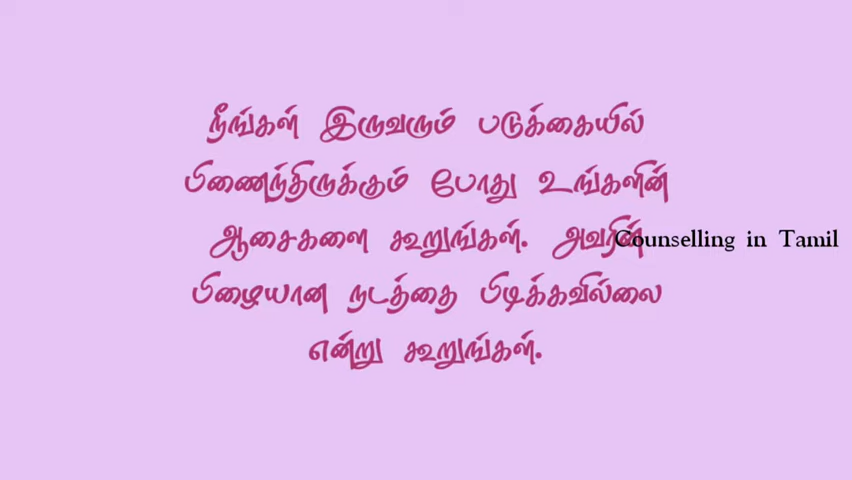 நீங்கள் இருவரும் படுக்கையில்
பிணைந்திருக்கும் போது உங்களின்
ஆசைகளை கூறுங்கள். அவரின்
Counselling in Tamil
பிழையான நடத்தை பிடிக்கவில்லை
என்று கூறுங்கள்.